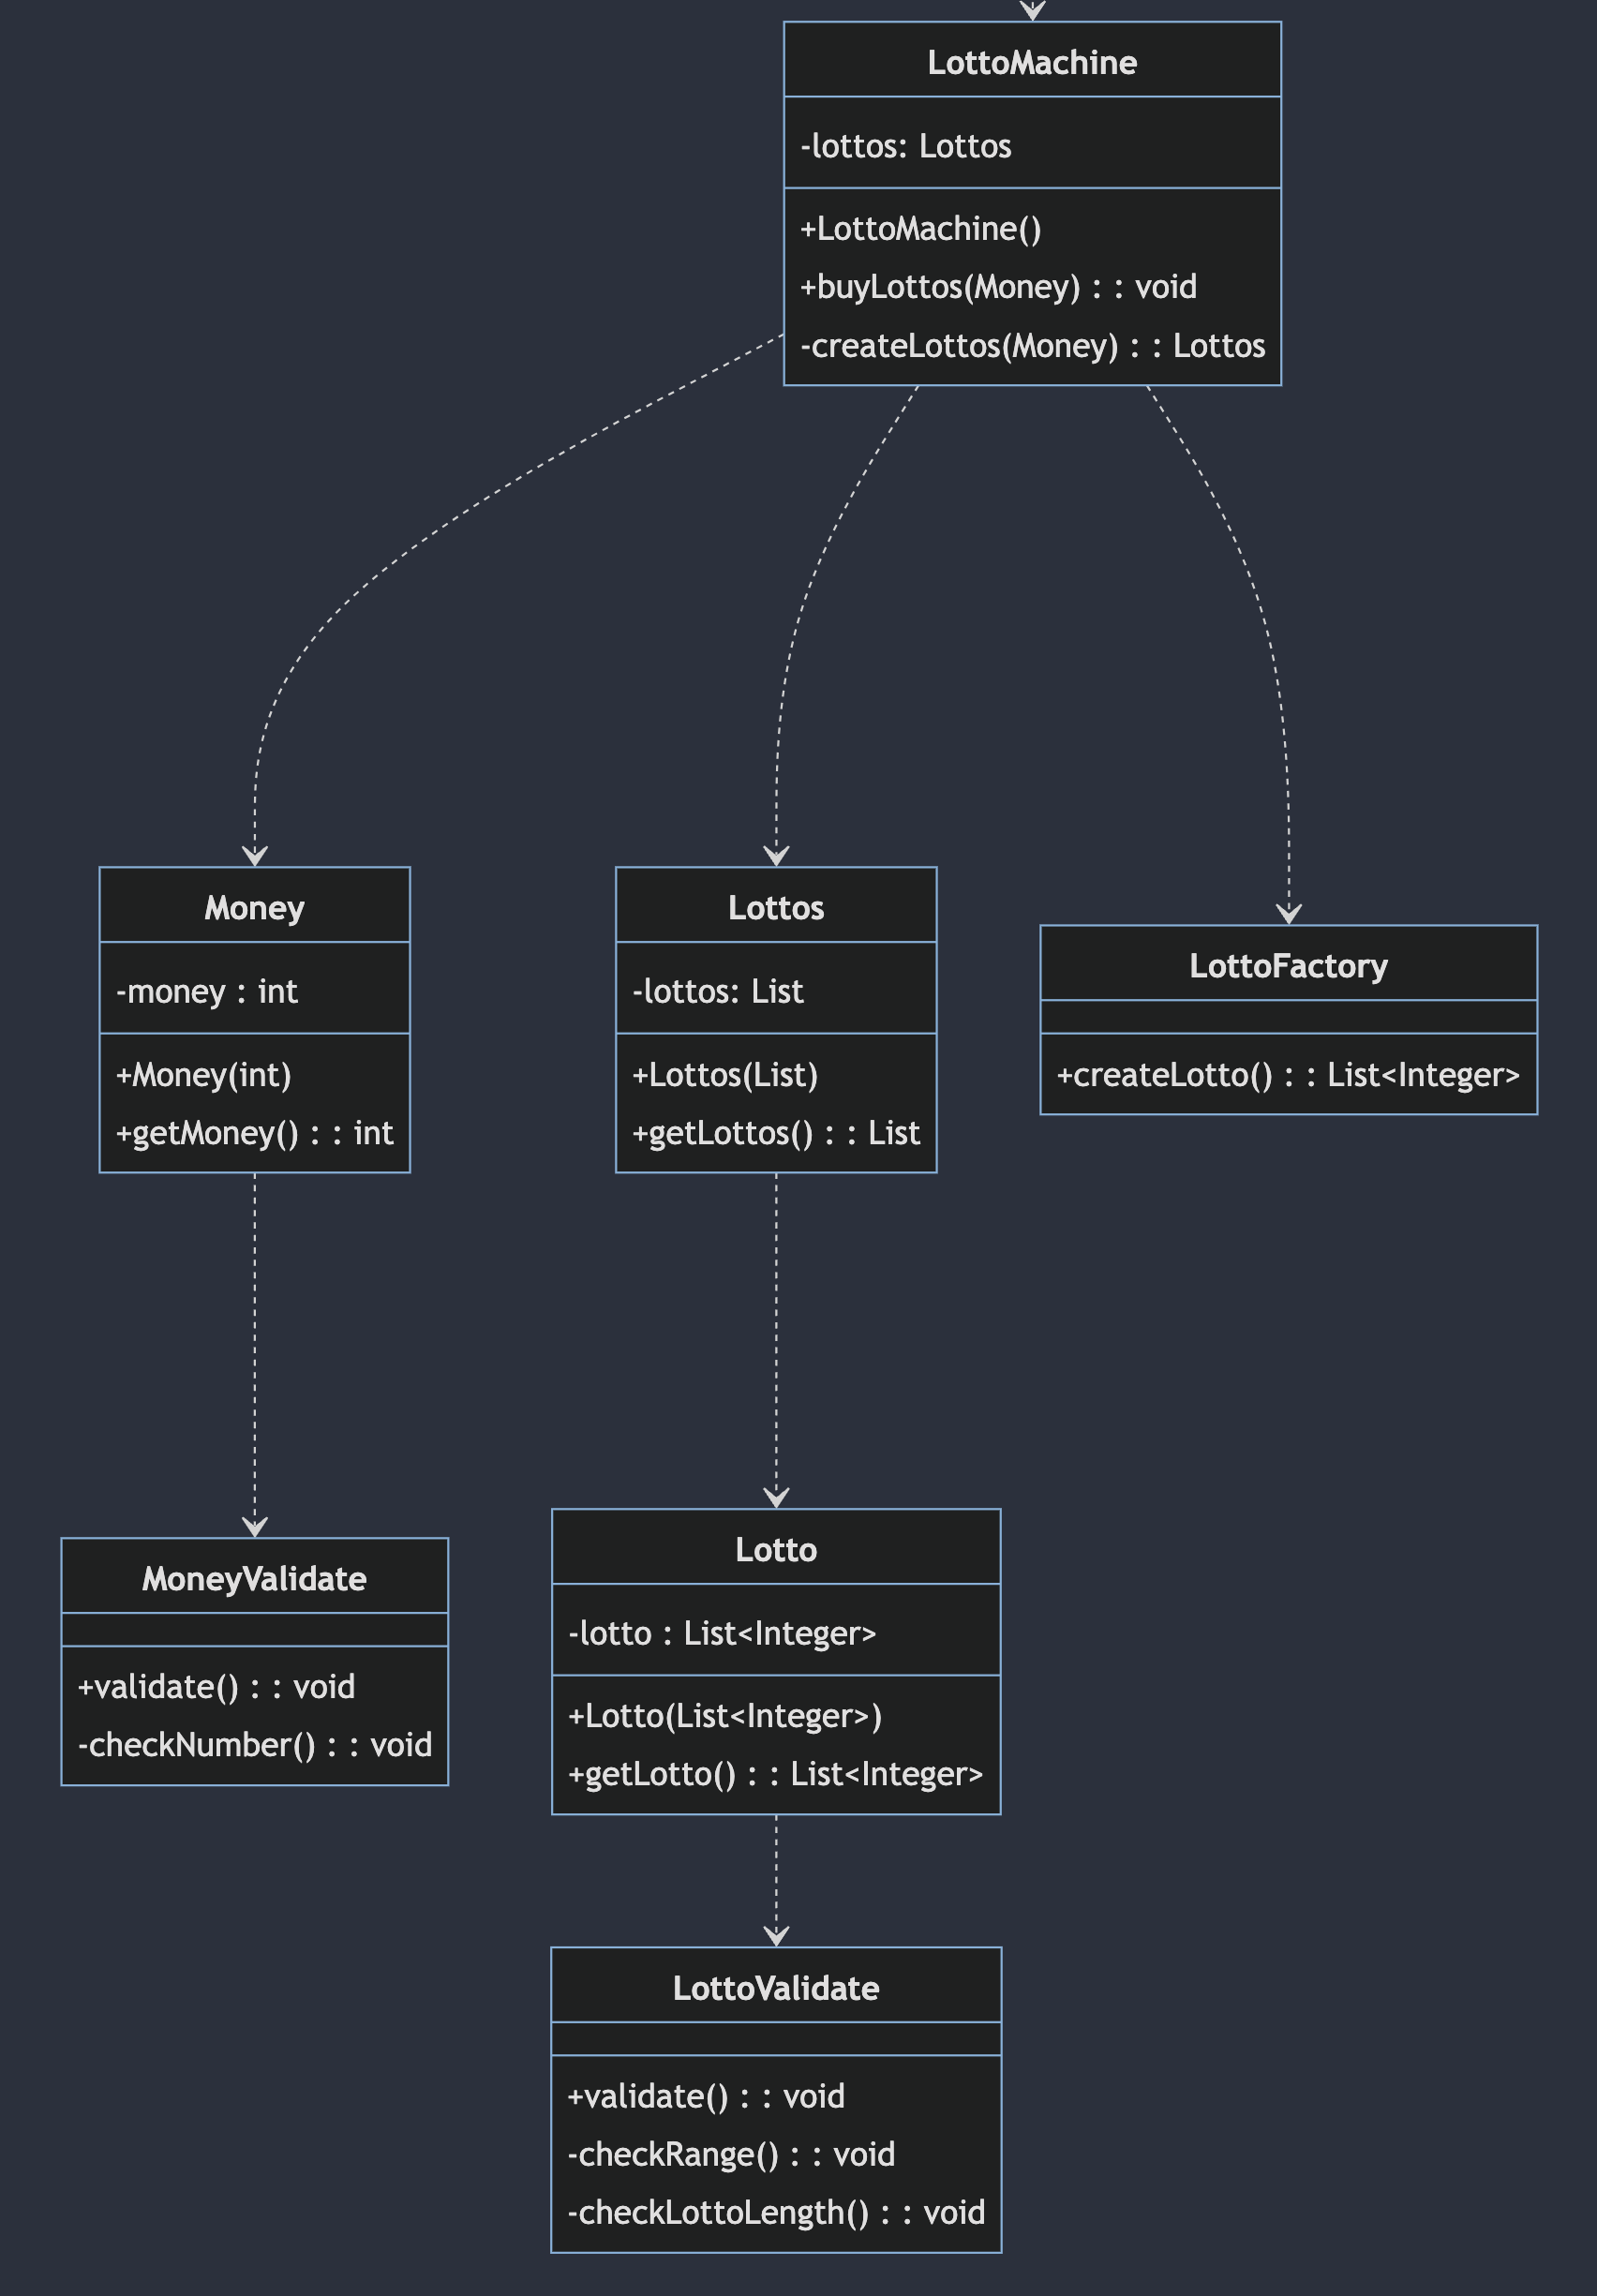 LottoMachine
-lottos: Lottos
+LottoMachine()
+buyLottos(Money) : : void
-createLottos(Money) : : Lottos
Money
-money : int
+Money(int)
+getMoney() : : int
Lottos
-lottos: List
+Lottos(List)
+getLottos() : : List
LottoFactory
+createLotto() : : List<Integer>
MoneyValidate
+validate() : : void
-checkNumber() : : void
Lotto
-lotto : List<Integer>
+Lotto(List<Integer>)
+getLotto() : : List<Integer>
LottoValidate
+validate() : : void
-checkRange() : : void
-checkLottoLength() : : void